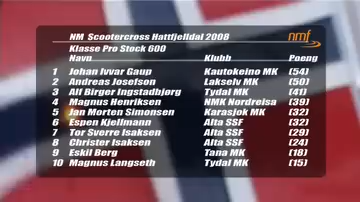 NM Scootercross Hattfjelldal 2008
nmf
Klasse Pro Stock 600
Navn Klubb Poeng
1 Johan Ivvar Gaup Kautokeino MK (54)
2 Andreas Josefson Lakselv MK (50)
3 Alf Birger Ingstadbjørg Tydal MK (41)
4 Magnus Henriksen NMK Nordreisa (39)
5 Jan Morten Simonsen Karasjok MK (32)
6 Espen Kjellmann Alta SSF (32)
7 Tor Sverre Isaksen Alta SSF (29)
8 Christer Isaksen Alta SSF (24)
9 Eskil Berg Tana MK (18)
10 Magnus Langseth Tydal MK (15)